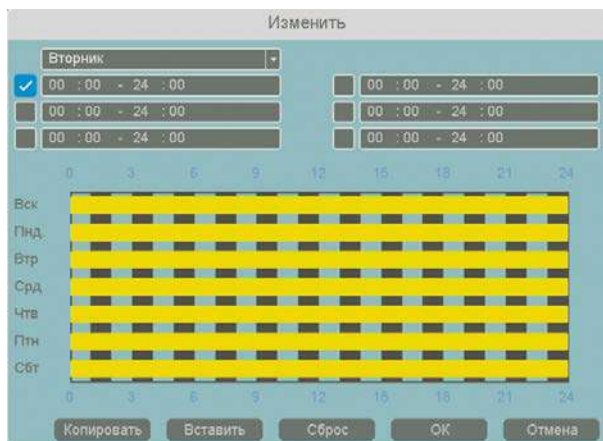 Изменить
Вторник
00 :00 - 24 :00 00 :00 - 24 :00
00 :00 - 24 :00 00 :00 - 24 :00
00 :00 - 24 :00 00 :00 - 24 :00
0 3 6 9 12 15 18 21 24
Вск
Пнд
Втр
Срд
Чтв
Птн
Сбт
0 3 6 9 12 15 18 21 24
Копировать Вставить Сброс ОК Отмена